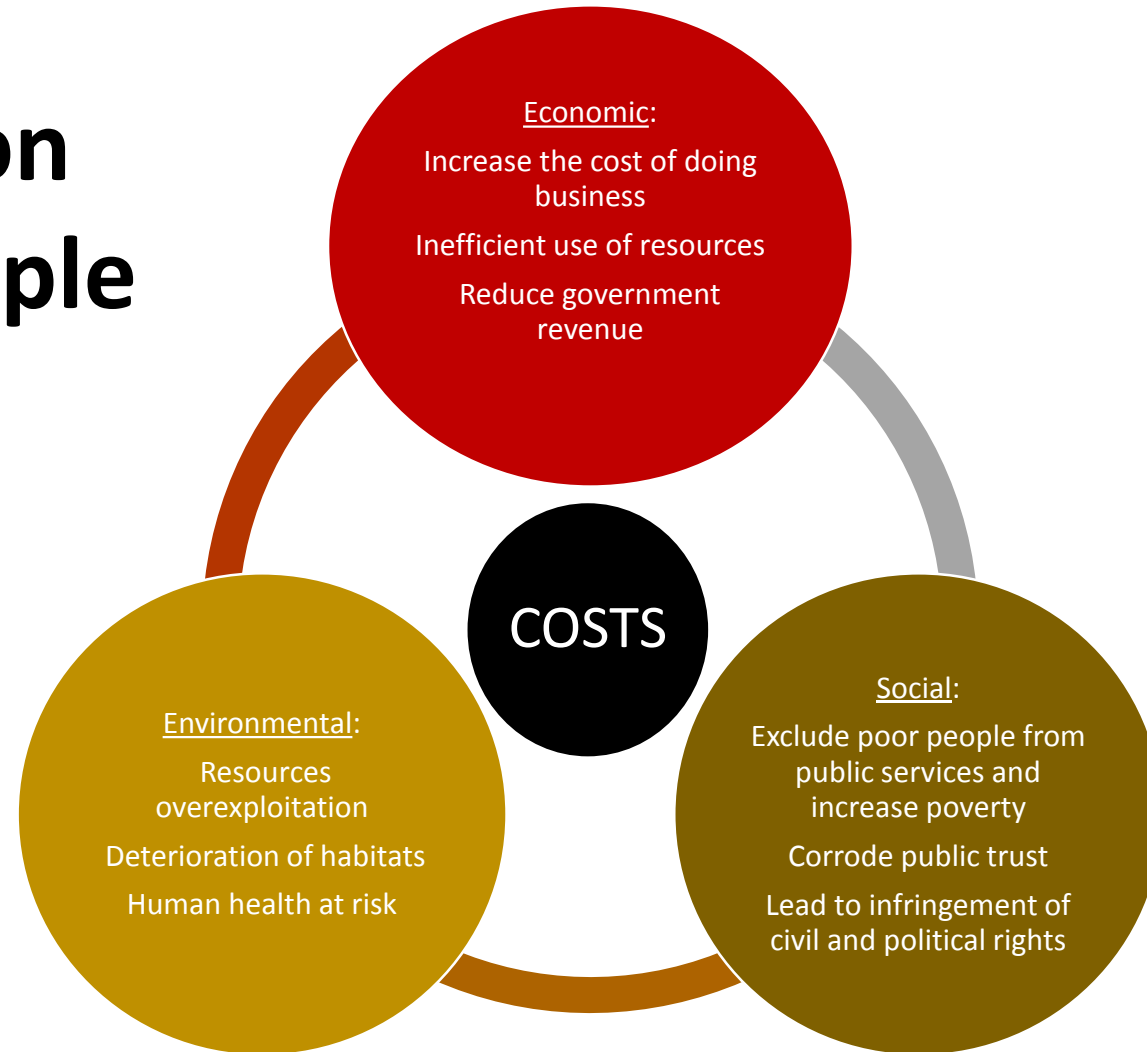 on
ple
Economic:
Increase the cost of doing
business
Inefficient use of resources
Reduce government
revenue
COSTS
Environmental:
Resources
overexploitation
Deterioration of habitats
Human health at risk
Social:
Exclude poor people from
public services and
increase poverty
Corrode public trust
Lead to infringement of
civil and political rights